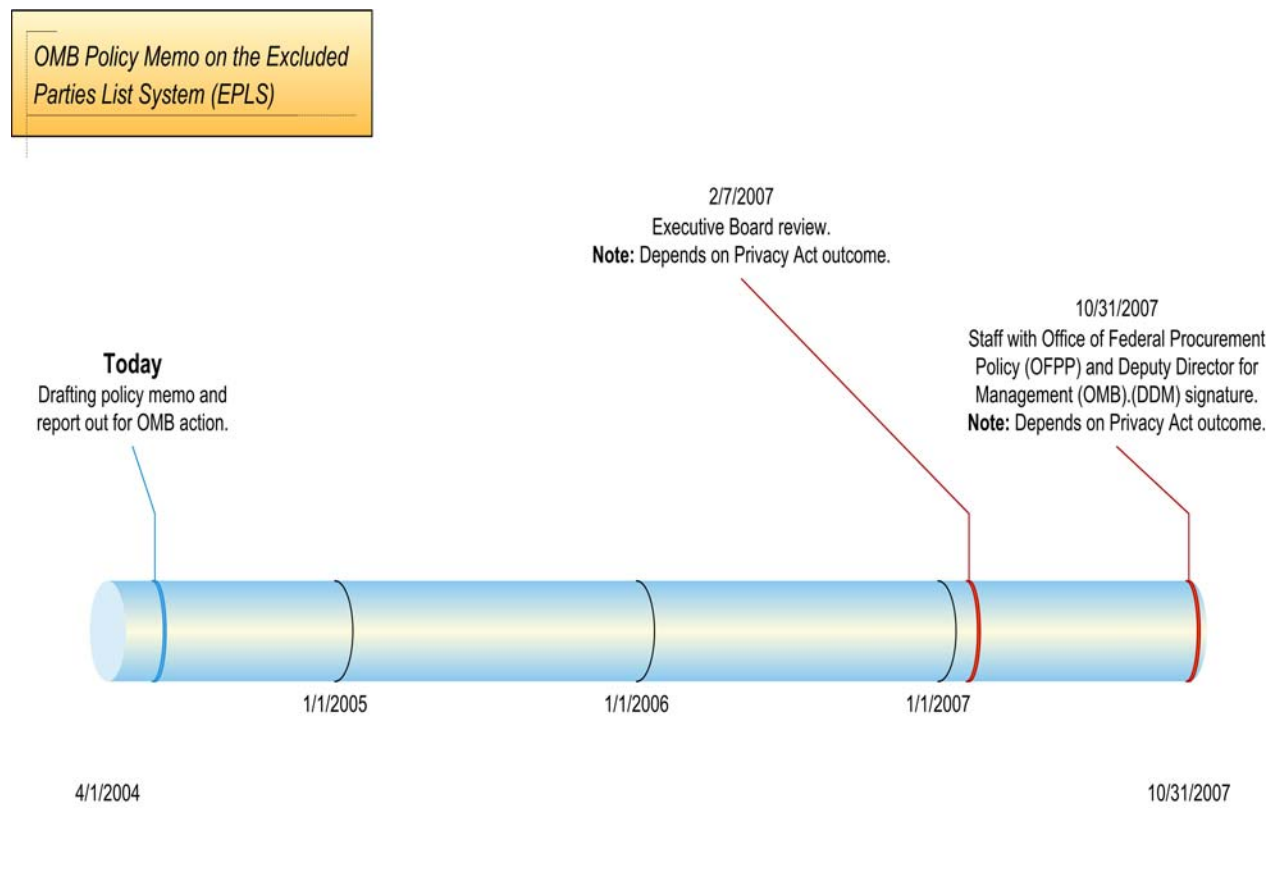 OMB Policy Memo on the Excluded
Parties List System (EPLS)
2/7/2007
Executive Board review.
Note: Depends on Privacy Act outcome.
10/31/2007
Staff with Office of Federal Procurement
Policy (OFPP) and Deputy Director for
Management (OMB).(DDM) signature.
Note: Depends on Privacy Act outcome.
Today
Drafting policy memo and
report out for OMB action.
1/1/2005
1/1/2006
1/1/2007
4/1/2004
10/31/2007